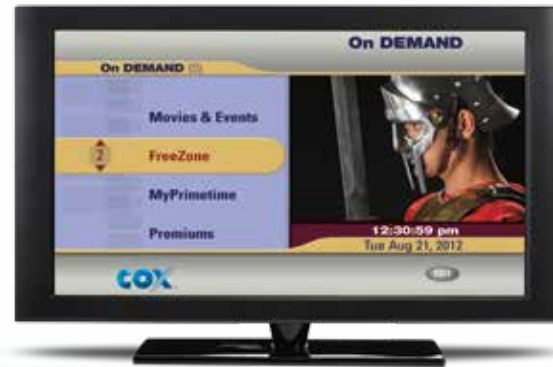 On DEMAND
On DEMAND
Movies & Events
2 FreeZone
MyPrimetime
Premiums
12:30:59 pm
Tue Aug 21, 2012
COX